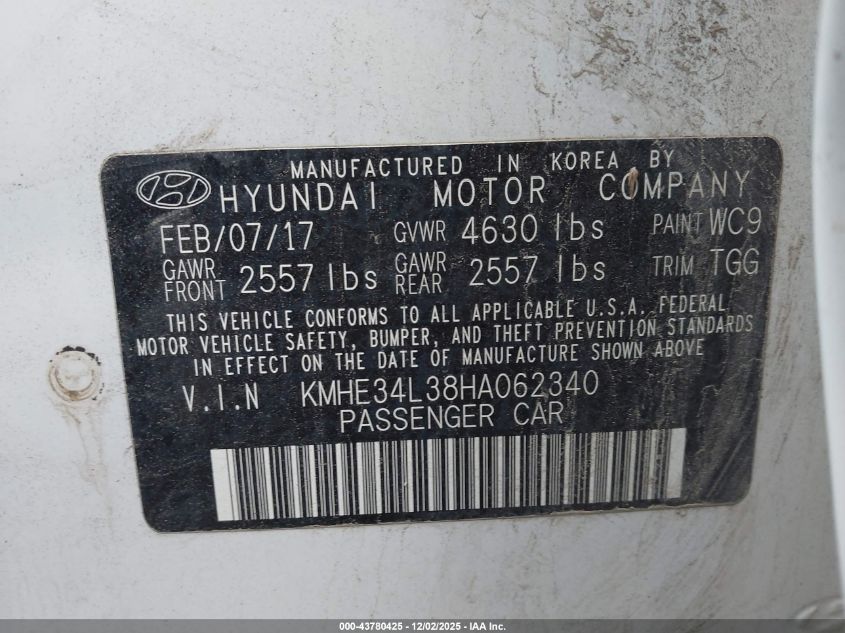 MANUFACTURED IN KOREA BY
HYUNDAI MOTOR COMPANY
FEB/07/17 GVWR 4630 lbs PAINT WC9
GAWR FRONT 2557 lbs GAWR REAR 2557 lbs TRIM TGG
THIS VEHICLE CONFORMS TO ALL APPLICABLE U.S.A. FEDERAL
MOTOR VEHICLE SAFETY, BUMPER, AND THEFT PREVENTION STANDARDS
IN EFFECT ON THE DATE OF MANUFACTURE SHOWN ABOVE
V.I.N KMHE34L38HA062340
PASSENGER CAR
000-43780425 - 12/02/2025 - IAA Inc.